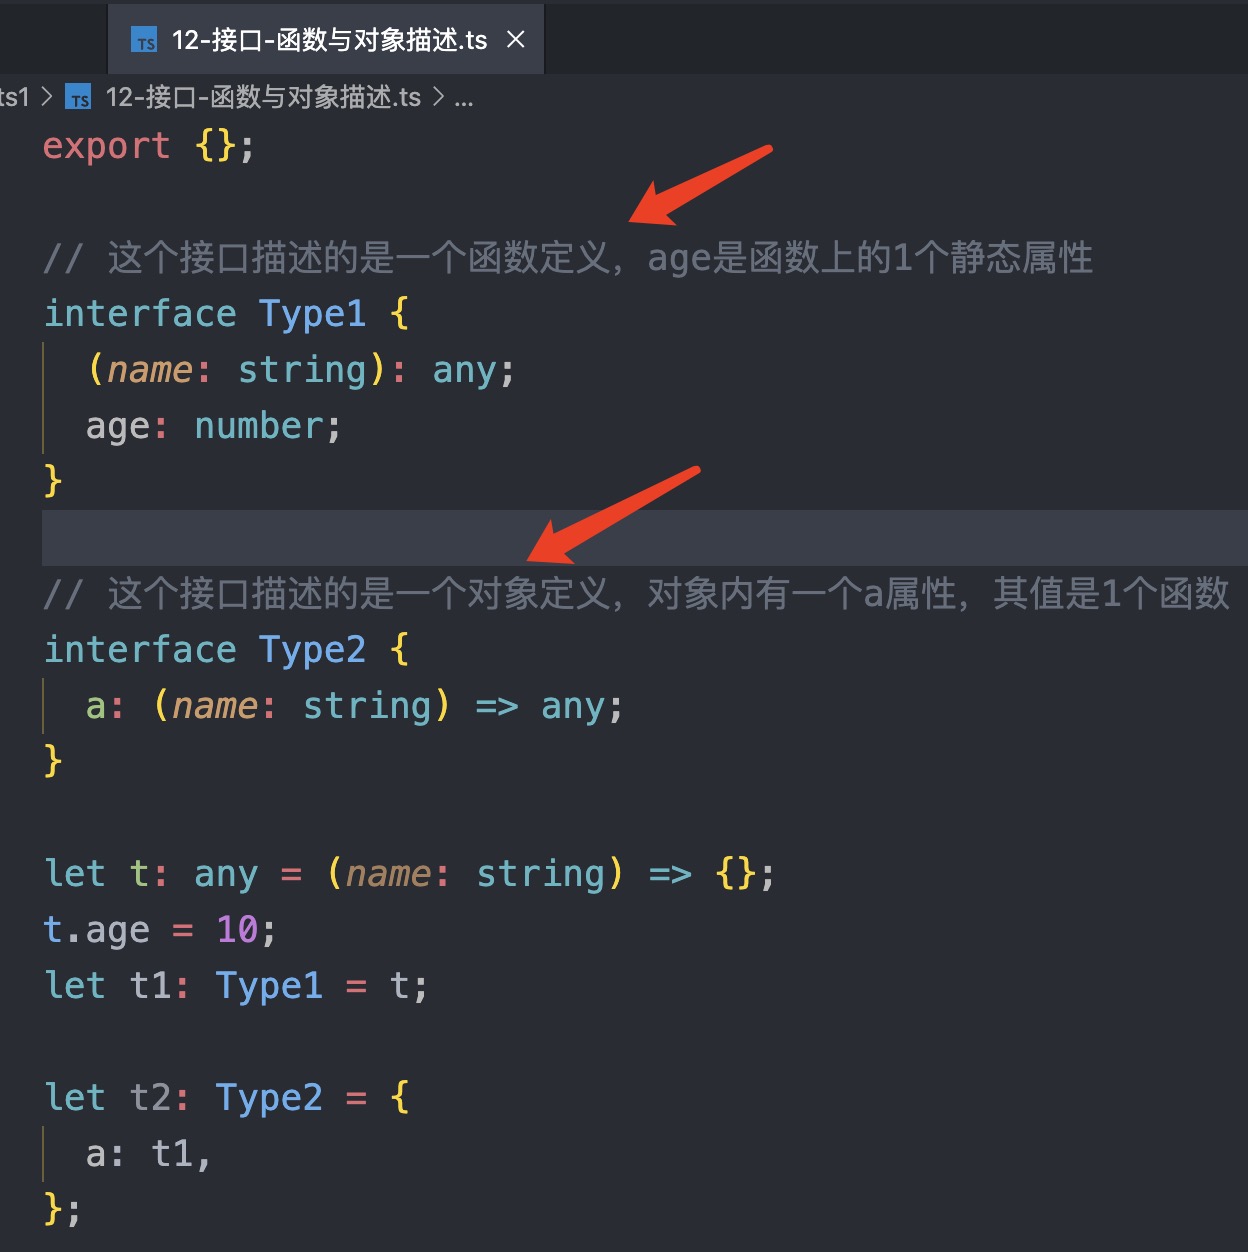 TS 12-接口-函数与对象描述.ts ×
ts1 > TS 12-接口-函数与对象描述.ts > ...
export {};
// 这个接口描述的是一个函数定义，age是函数上的1个静态属性
interface Type1 {
(name: string): any;
age: number;
}
// 这个接口描述的是一个对象定义，对象内有一个a属性，其值是1个函数
interface Type2 {
a: (name: string) => any;
}
let t: any = (name: string) => {};
t.age = 10;
let t1: Type1 = t;
let t2: Type2 = {
a: t1,
};